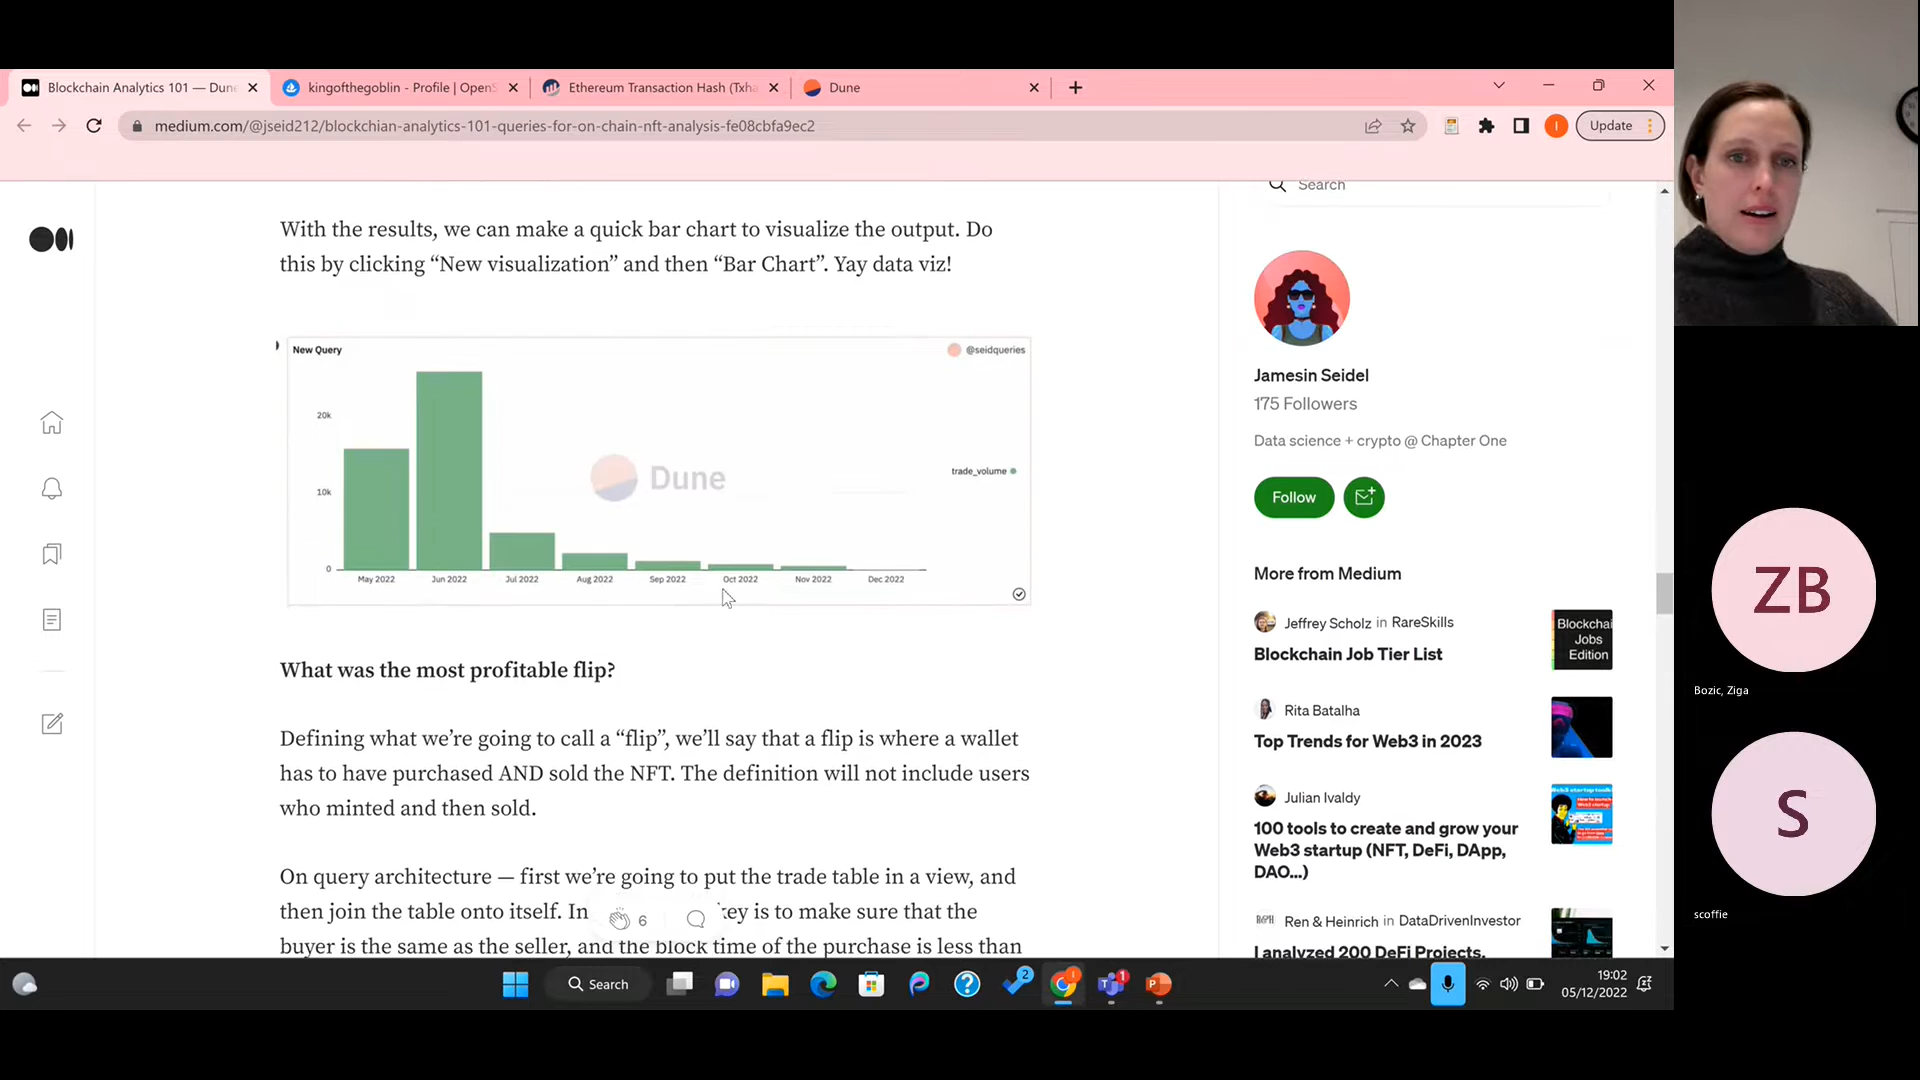 Blockchain Analytics 101 — Dun
kingofthegoblin - Profile | Open
Ethereum Transaction Hash (Txha
Dune
medium.com/@jseid212/blockchian-analytics-101-queries-for-on-chain-nft-analysis-fe08cbfa9ec2
I
Update
Search
With the results, we can make a quick bar chart to visualize the output. Do
this by clicking “New visualization” and then “Bar Chart”. Yay data viz!
New Query
@seidqueries
20k
10k
0
Dune
trade_volume
May 2022
Jun 2022
Jul 2022
Aug 2022
Sep 2022
Oct 2022
Nov 2022
Dec 2022
What was the most profitable flip?
Defining what we’re going to call a “flip”, we’ll say that a flip is where a wallet
has to have purchased AND sold the NFT. The definition will not include users
who minted and then sold.
On query architecture — first we’re going to put the trade table in a view, and
then join the table onto itself. In key is to make sure that the
6
buyer is the same as the seller, and the block time of the purchase is less than
Jamesin Seidel
175 Followers
Data science + crypto @ Chapter One
Follow
More from Medium
Jeffrey Scholz in RareSkills
Blockchain Job Tier List
Blockchai
Jobs
Edition
Rita Batalha
Top Trends for Web3 in 2023
Julian Ivaldy
100 tools to create and grow your
Web3 startup (NFT, DeFi, DApp,
DAO...)
Ren & Heinrich in DataDrivenInvestor
I analyzed 200 DeFi Projects.
ZB
Bozic, Ziga
S
scoffie
Search
2
1
19:02
05/12/2022